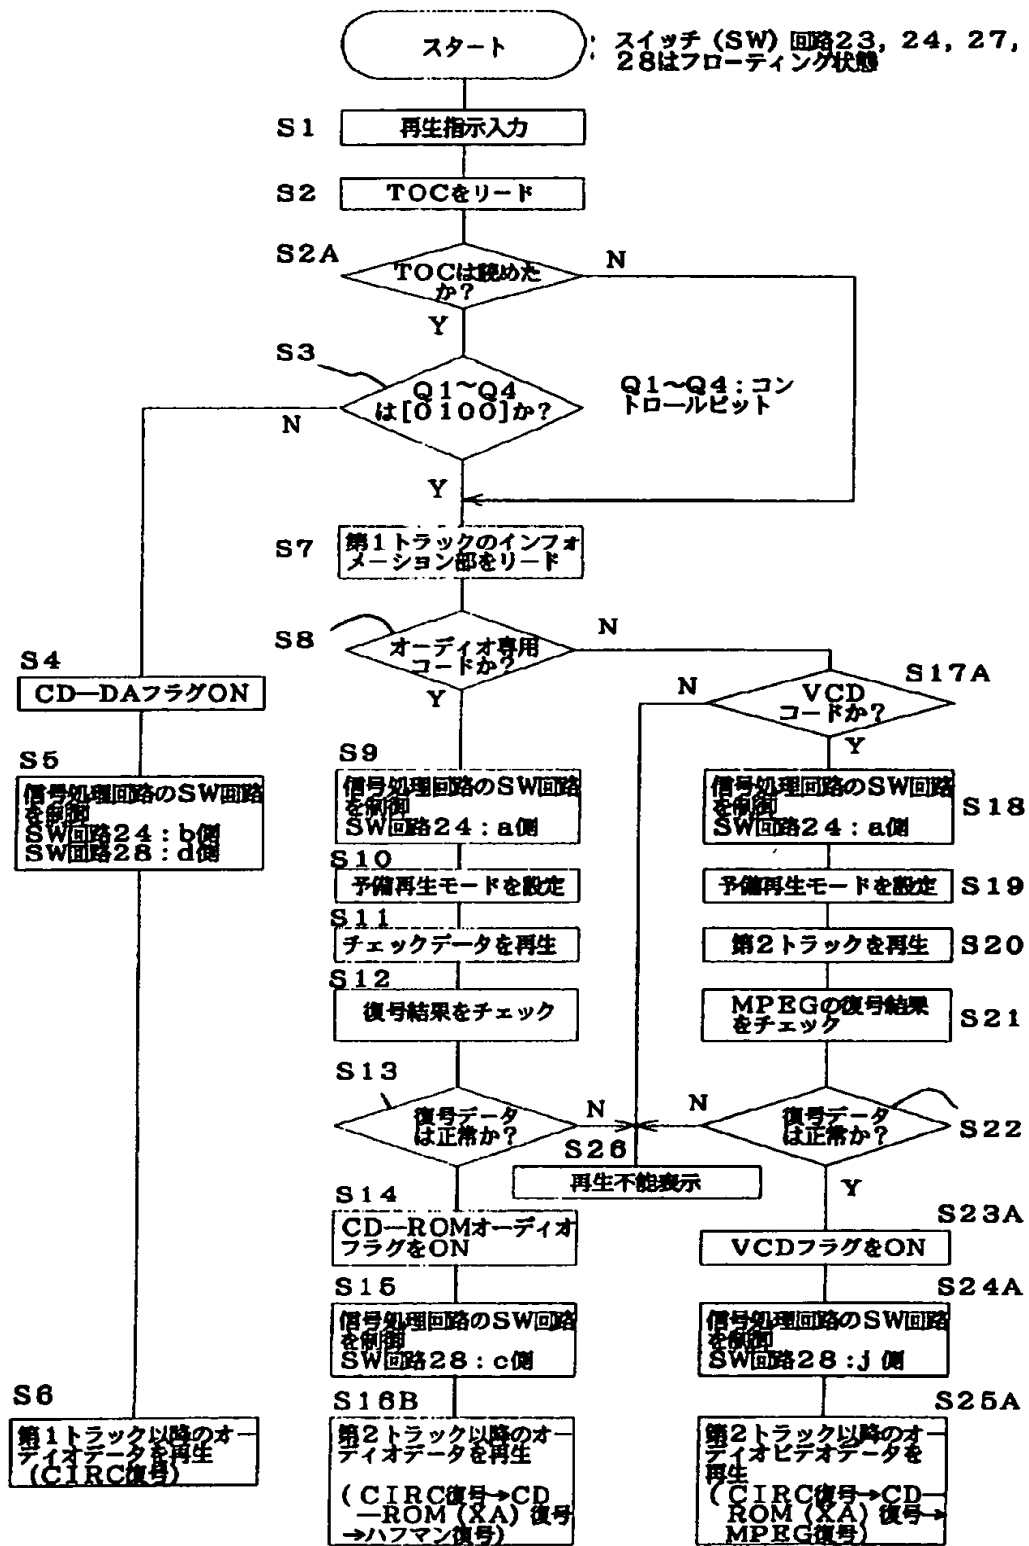 スタート
: スイッチ (SW) 回路23, 24, 27,
28はフローティング状態
S1
再生指示入力
S2
TOCをリード
S2A
TOCは読めた
か?
N
Y
S3
Q1〜Q4
は[0100]か?
N
Q1〜Q4:コン
トロールビット
Y
S7
第1トラックのインフォ
メーション部をリード
S8
オーディオ専用
コードか?
N
Y
S4
CD—DAフラグON
S5
信号処理回路のSW回路
を制御
SW回路24:b側
SW回路28:d側
S17A
VCD
コードか?
N
Y
S9
信号処理回路のSW回路
を制御
SW回路24:a側
S18
信号処理回路のSW回路
を制御
SW回路24:a側
S10
予備再生モードを設定
予備再生モードを設定
S19
S11
チェックデータを再生
第2トラックを再生
S20
S12
復号結果をチェック
MPEGの復号結果
をチェック
S21
S13
復号データ
は正常か?
N
N
復号データ
は正常か?
S22
S26
再生不能表示
Y
S14
CD—ROMオーディオ
フラグをON
S23A
VCDフラグをON
S15
信号処理回路のSW回路
を制御
SW回路28:c側
S24A
信号処理回路のSW回路
を制御
SW回路28:j側
S6
第1トラック以降のオー
ディオデータを再生
(CIRC復号)
S16B
第2トラック以降のオー
ディオデータを再生
(CIRC復号→CD
—ROM (XA) 復号
→ハフマン復号)
S25A
第2トラック以降のオー
ディオビデオデータを
再生
(CIRC復号→CD—
ROM (XA) 復号→
MPEG復号)